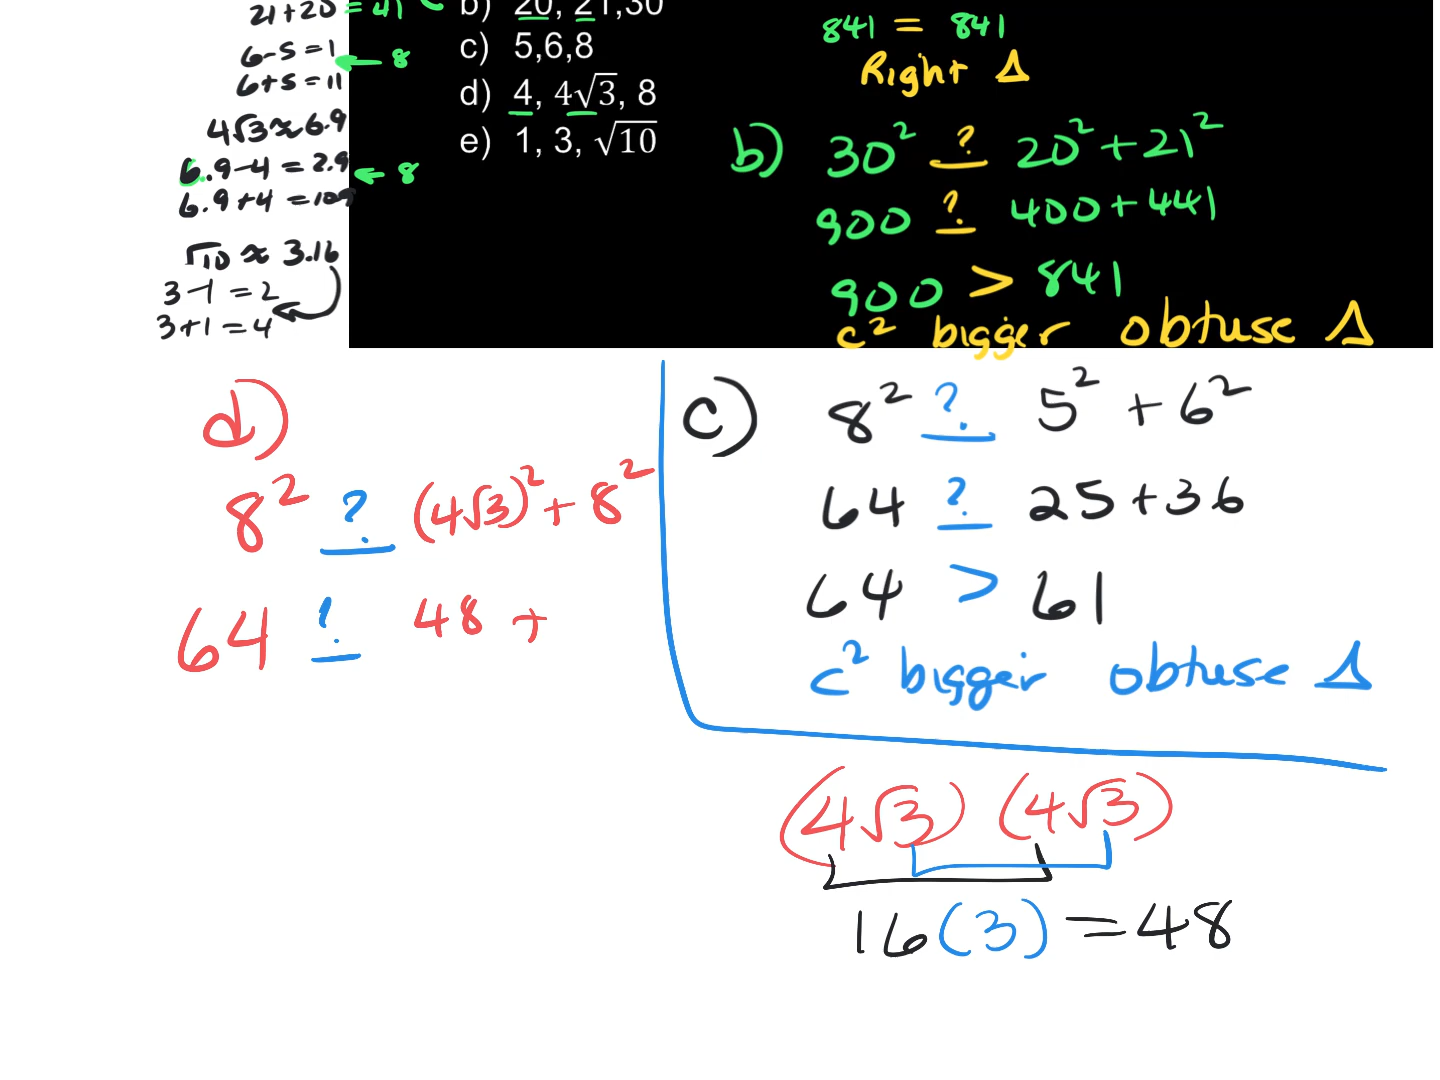 21+20 = 41
6-5 = 1 ← 8
6+5 = 11
4√3 ≈ 6.9
6.9-4 = 2.9 ← 8
6.9+4 = 10.9
√10 ≈ 3.16
3-1 = 2
3+1 = 4
b) 20, 21,30
c) 5,6,8
d) 4, 4√3, 8
e) 1, 3, √10
841 = 841
Right Δ
b) 30² ? 20² + 21²
900 ? 400 + 441
900 > 841
c² bigger obtuse Δ
d)
8² ? (4√3)² + 8²
64 ? 48 +
c) 8² ? 5² + 6²
64 ? 25 + 36
64 > 61
c² bigger obtuse Δ
(4√3) (4√3)
16(3) = 48